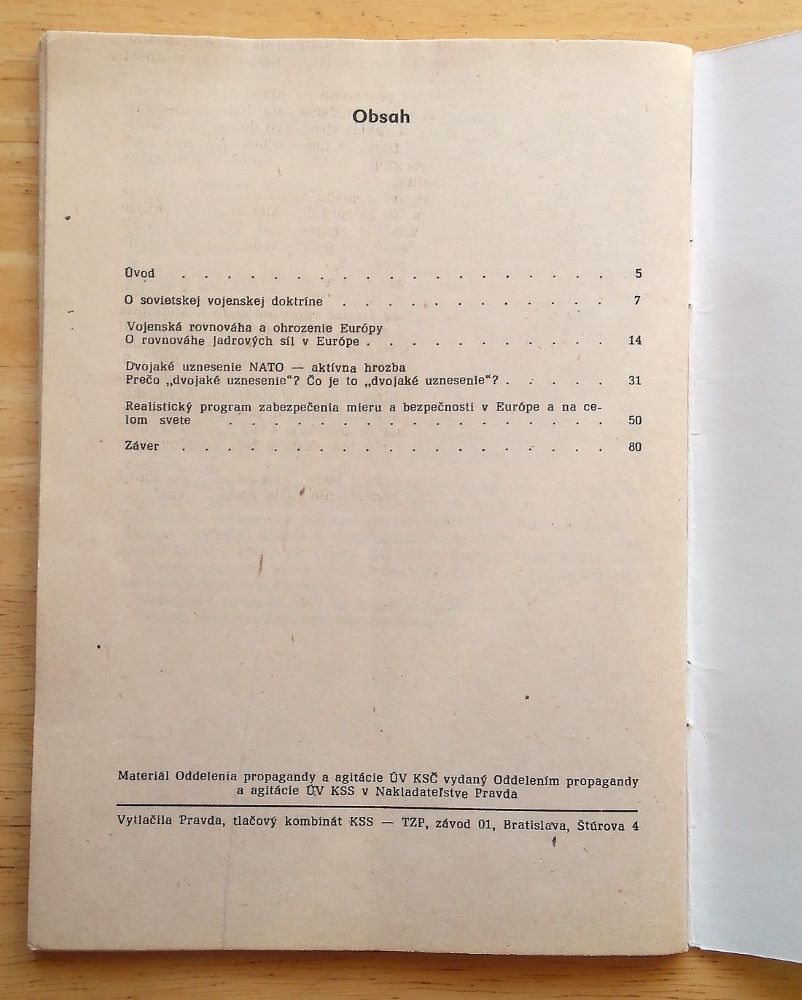 Obsah
Úvod . . . . . . . . . . . . . . . . . . . 5
O sovietskej vojenskej doktríne . . . . . . . . . . . . 7
Vojenská rovnováha a ohrozenie Európy
O rovnováhe jadrových síl v Európe . . . . . . . . . . . 14
Dvojaké uznesenie NATO — aktívna hrozba
Prečo „dvojaké uznesenie“? Čo je to „dvojaké uznesenie“? . . . . . 31
Realistický program zabezpečenia mieru a bezpečnosti v Európe a na ce-
lom svete . . . . . . . . . . . . . . . . . 50
Záver . . . . . . . . . . . . . . . . . . . 80
Materiál Oddelenia propagandy a agitácie ÚV KSČ vydaný Oddelením propagandy
a agitácie ÚV KSS v Nakladateľstve Pravda
Vytlačila Pravda, tlačový kombinát KSS — TZP, závod 01, Bratislava, Štúrova 4